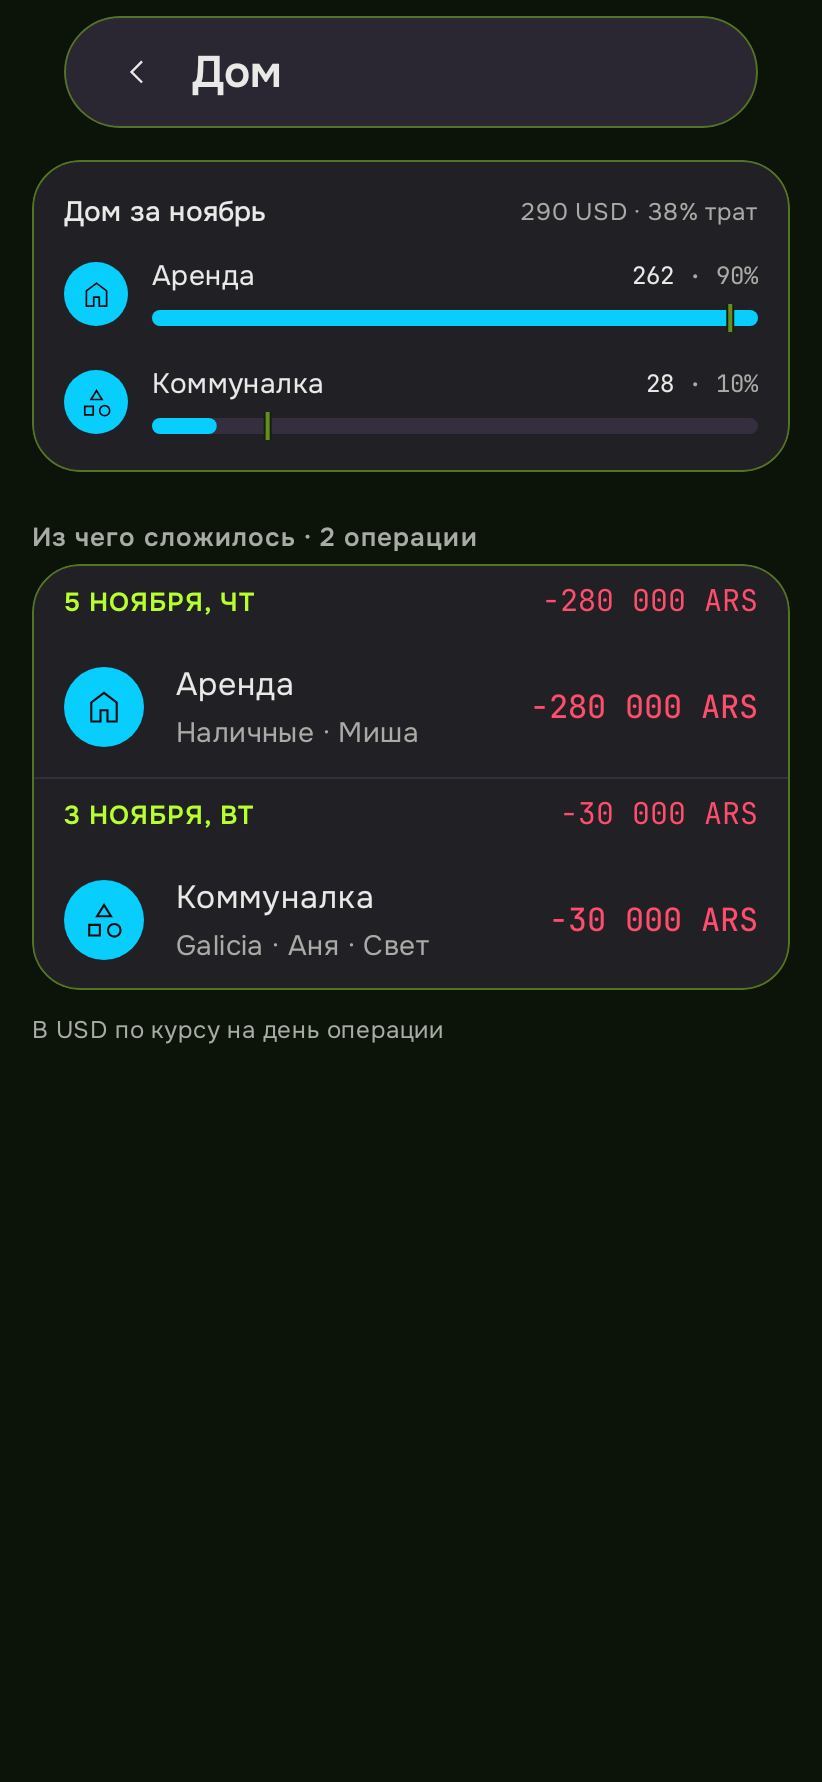 Дом
Дом за ноябрь 290 USD · 38% трат
Аренда 262 · 90%
Коммуналка 28 · 10%
Из чего сложилось · 2 операции
5 НОЯБРЯ, ЧТ -280 000 ARS
Аренда -280 000 ARS
Наличные · Миша
3 НОЯБРЯ, ВТ -30 000 ARS
Коммуналка -30 000 ARS
Galicia · Аня · Свет
В USD по курсу на день операции